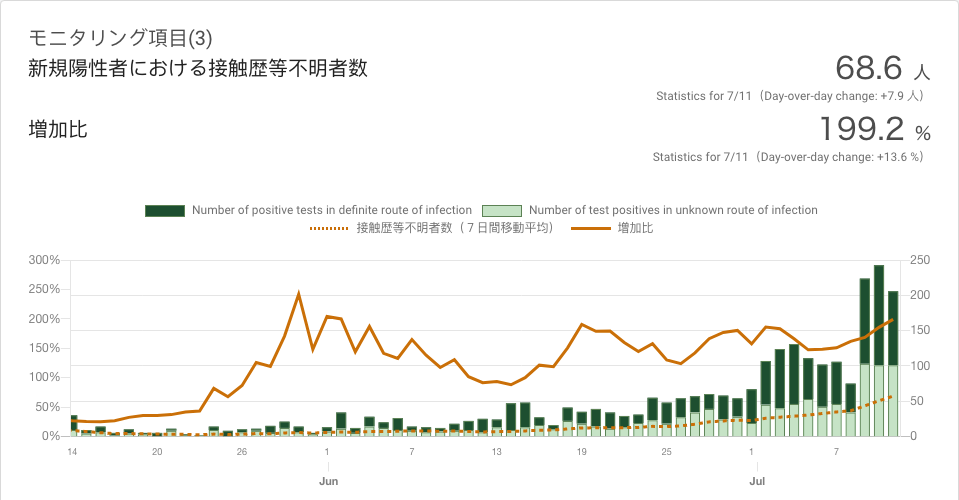 モニタリング項目(3)
新規陽性者における接触歴等不明者数
68.6 人
Statistics for 7/11（Day-over-day change: +7.9 人）
増加比
199.2 %
Statistics for 7/11（Day-over-day change: +13.6 %）
Number of positive tests in definite route of infection Number of test positives in unknown route of infection
接触歴等不明者数（７日間移動平均） 増加比
300% 250
250% 200
200% 150
150% 100
100% 50
50% 0
0%
14 20 26 1 7 13 19 25 1 7
Jun Jul